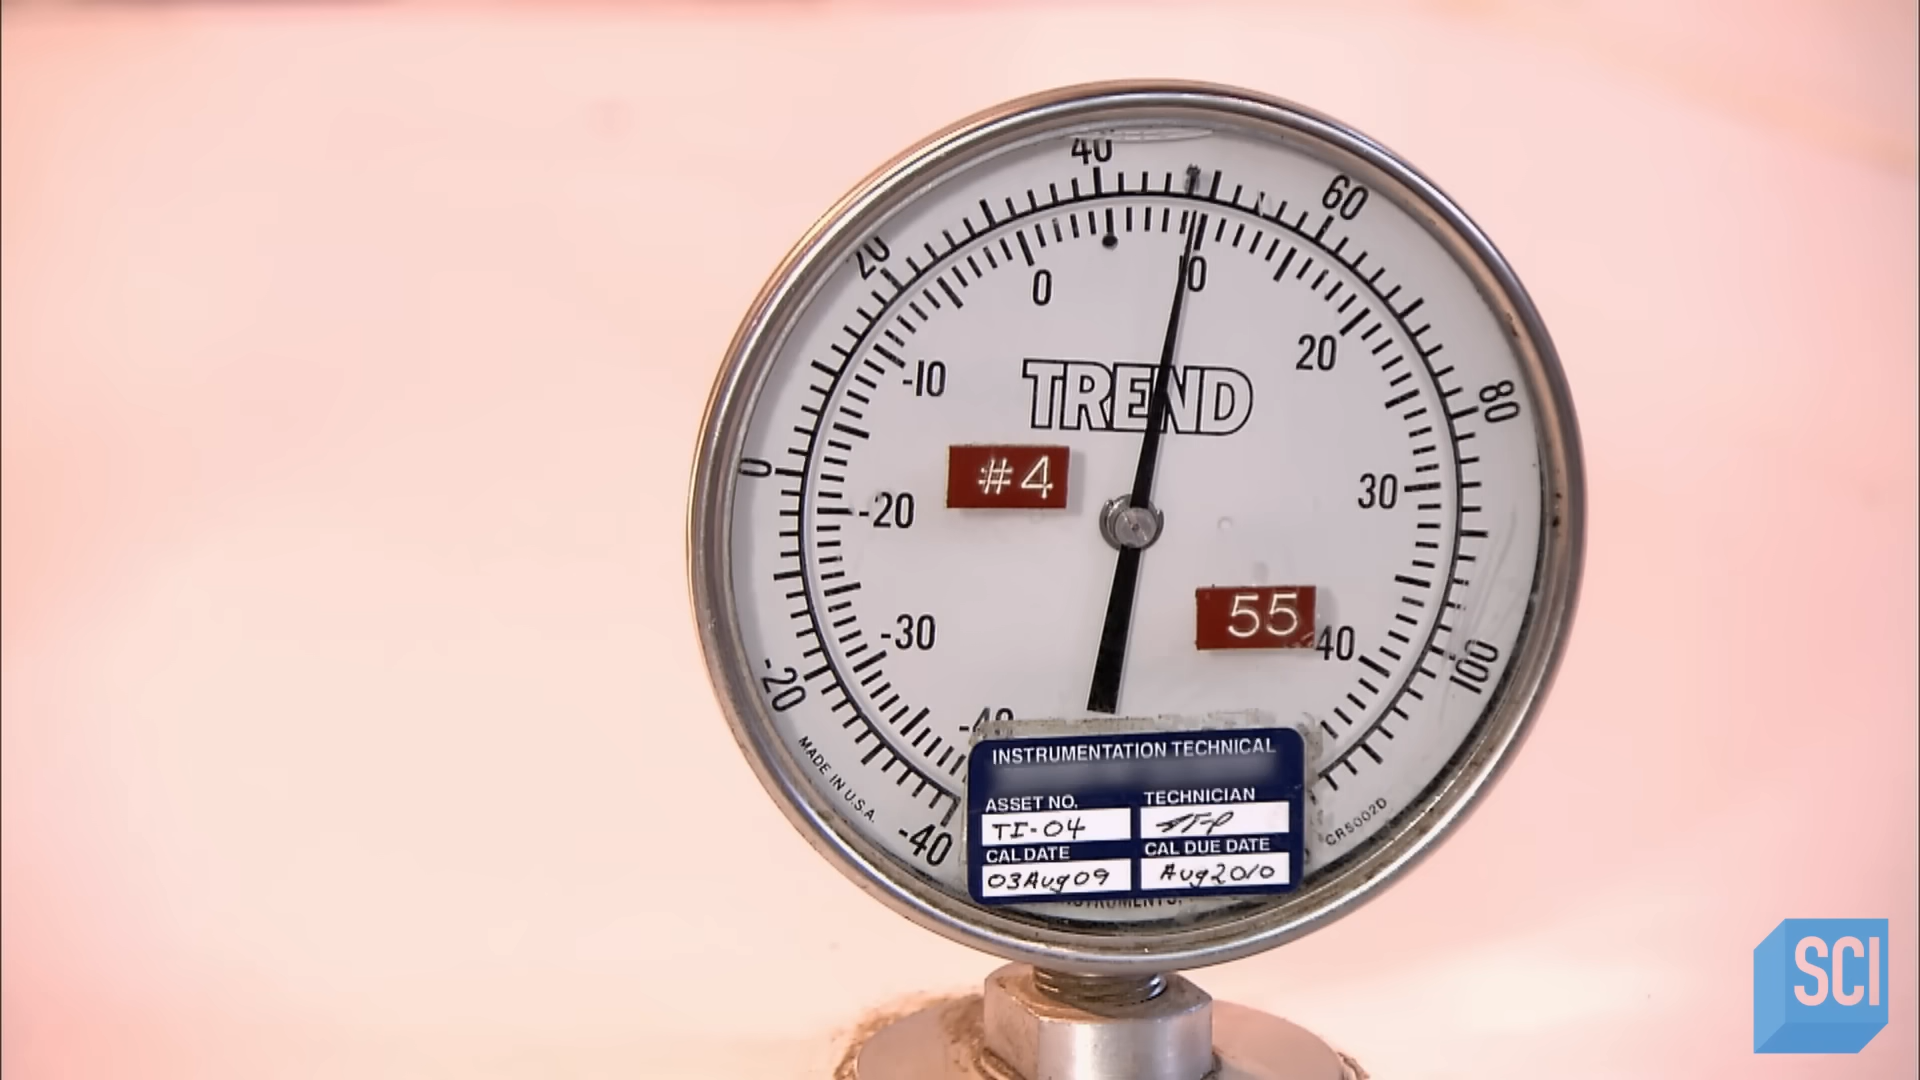 40
60
20
0
10
-10
20
80
TREND
#4
0
-20
30
55
-30
40
-20
100
-40
MADE IN U.S.A.
-40
CR5002D
INSTRUMENTATION TECHNICAL
ASSET NO. TECHNICIAN
TI-04
CAL DATE CAL DUE DATE
03Aug09 Aug2010
SCI